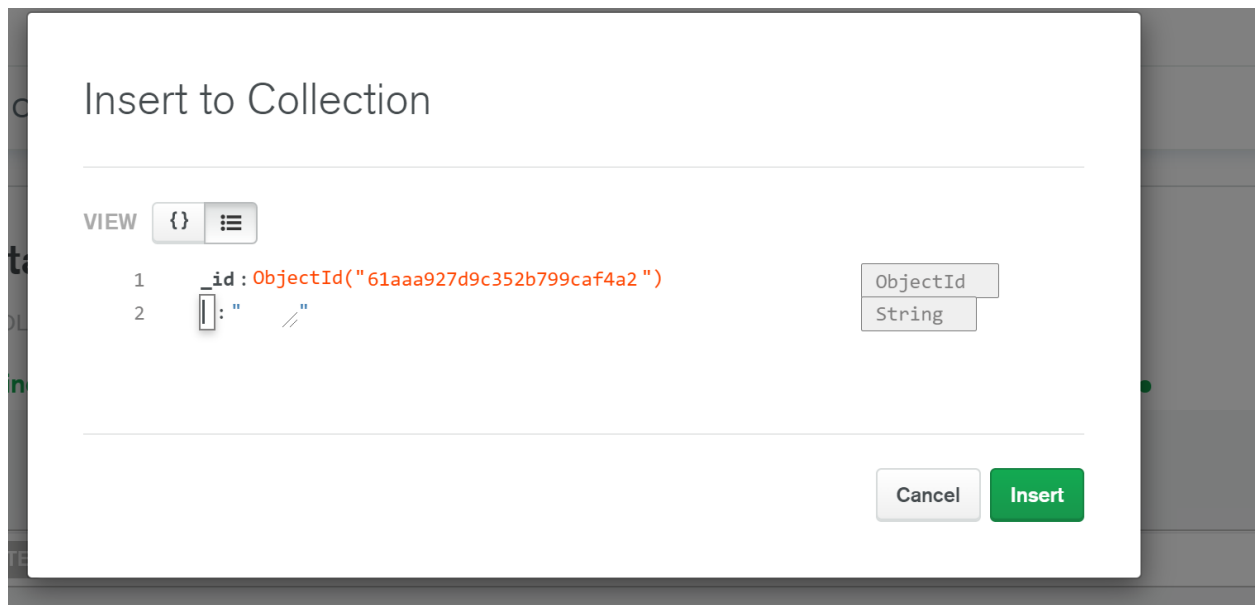 Insert to Collection
VIEW {}
1 _id : ObjectId("61aaa927d9c352b799caf4a2") ObjectId
2 : " " String
Cancel Insert